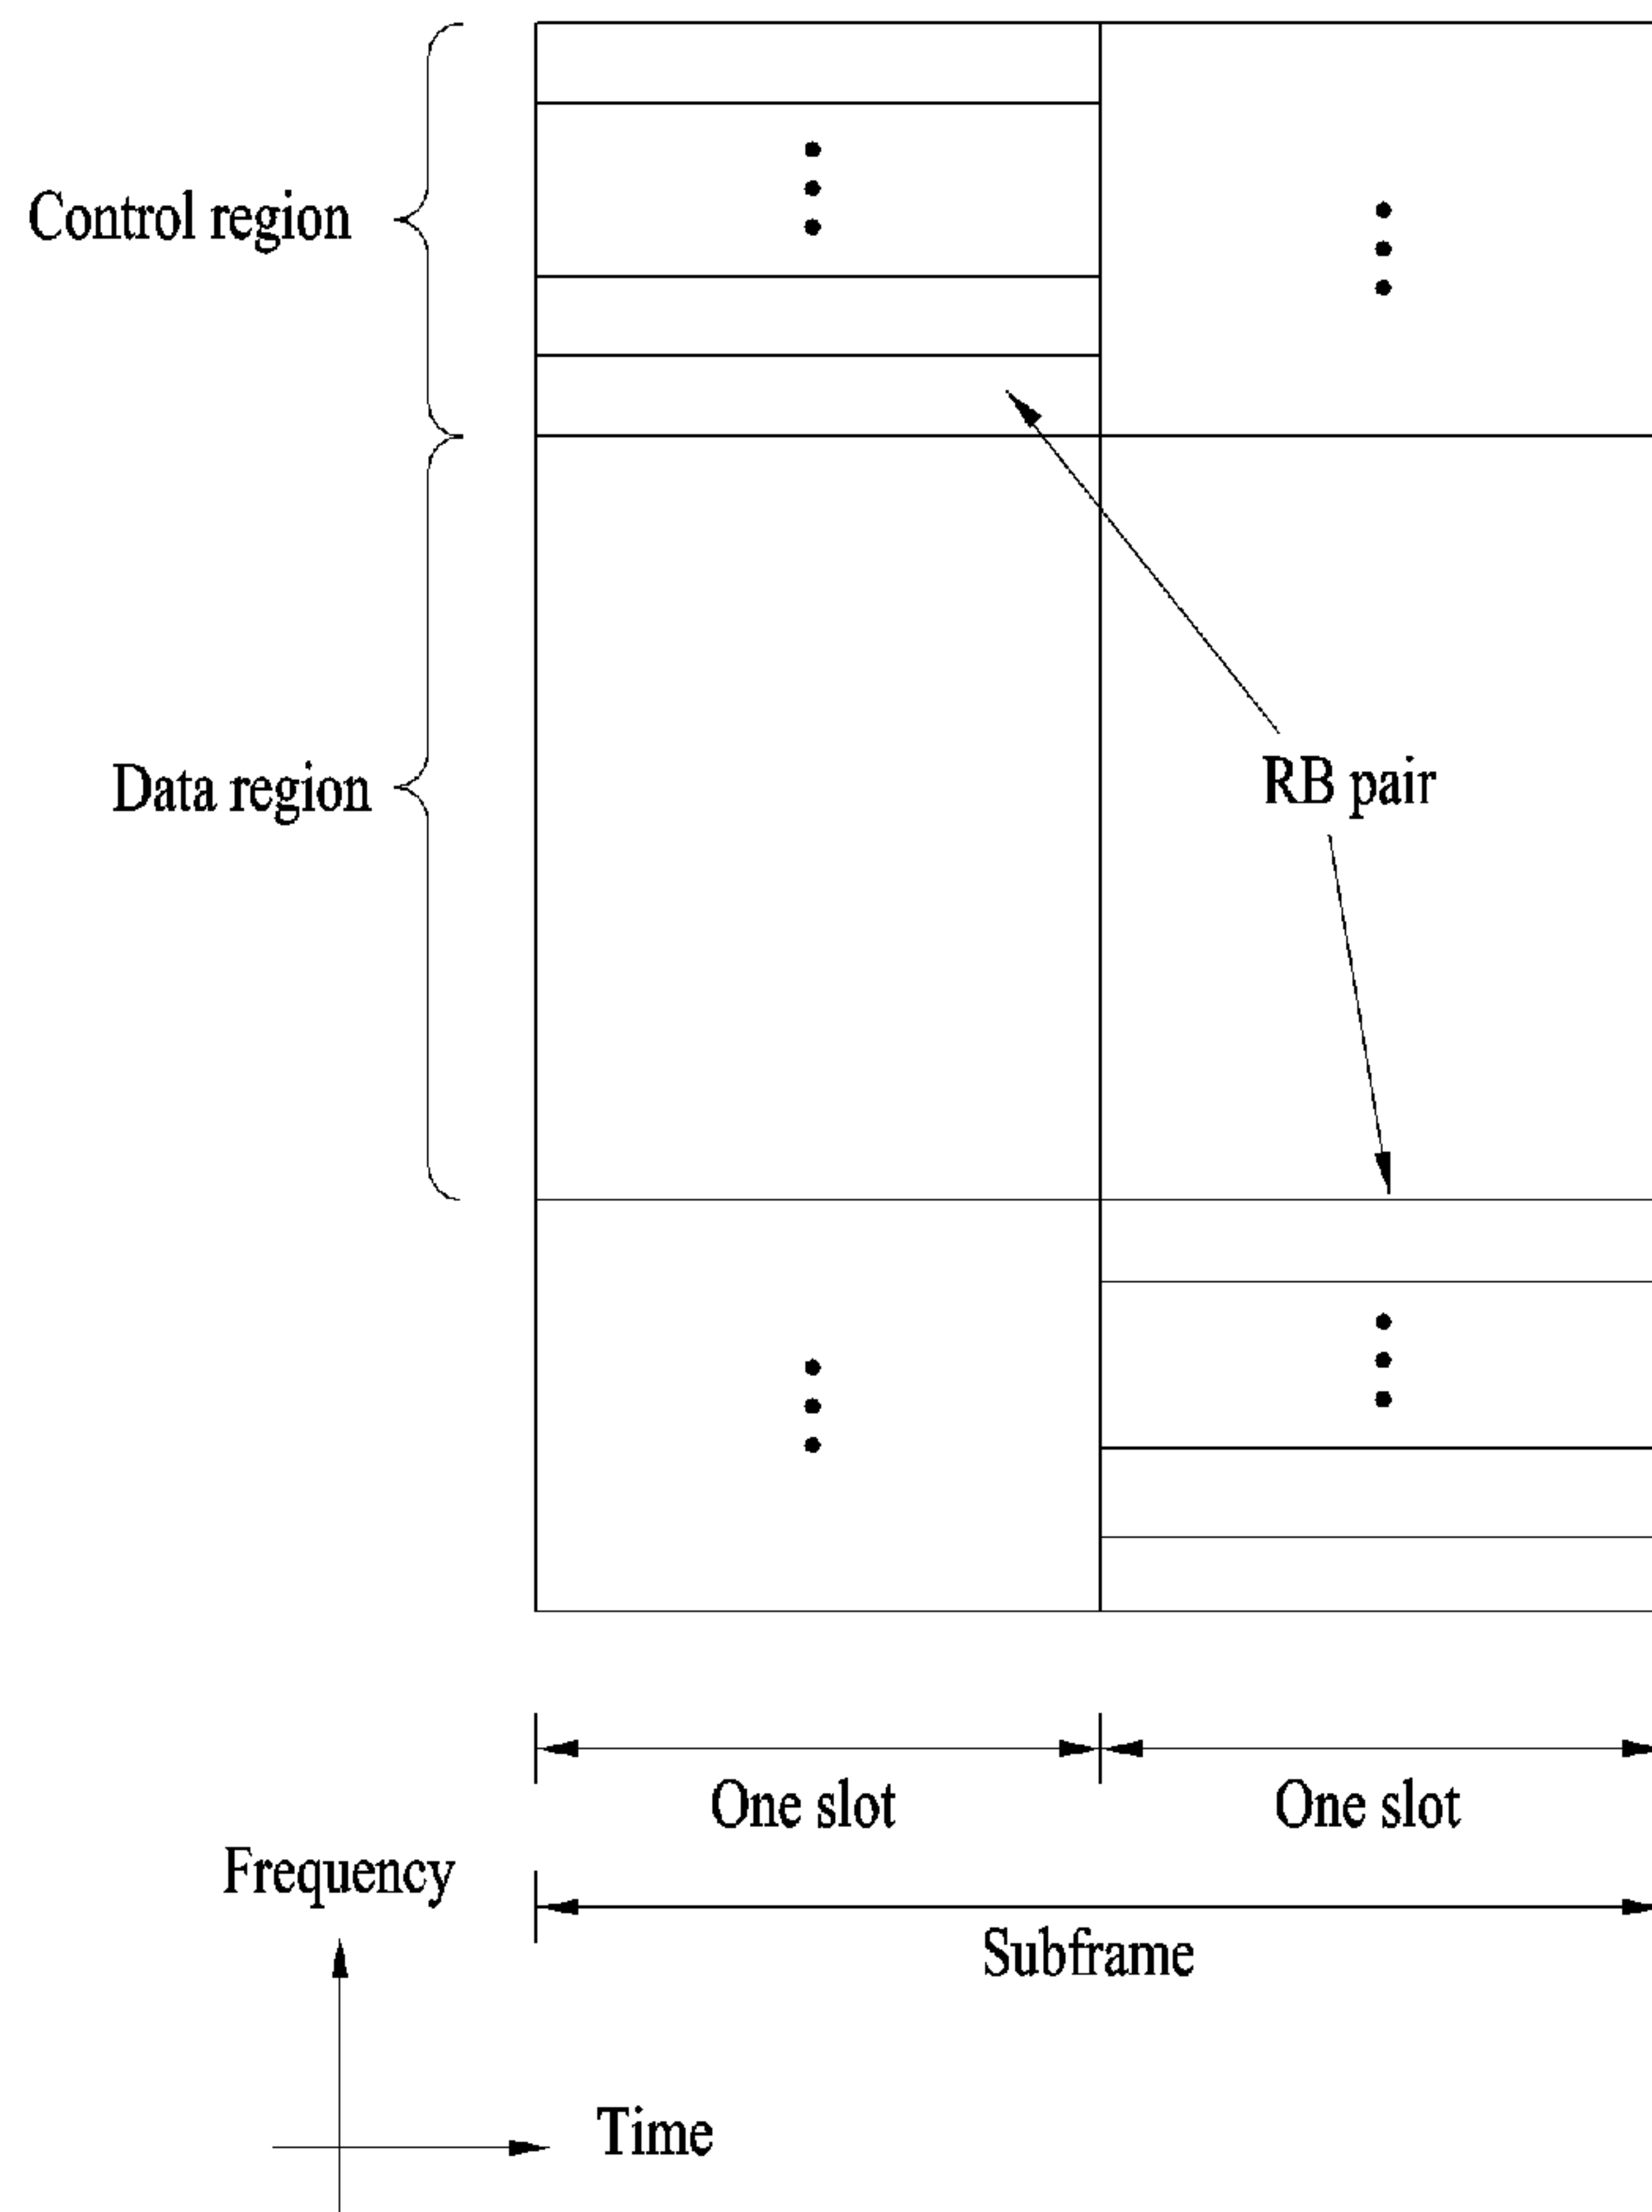 Control region
Data region
RB pair
One slot
One slot
Frequency
Subframe
Time